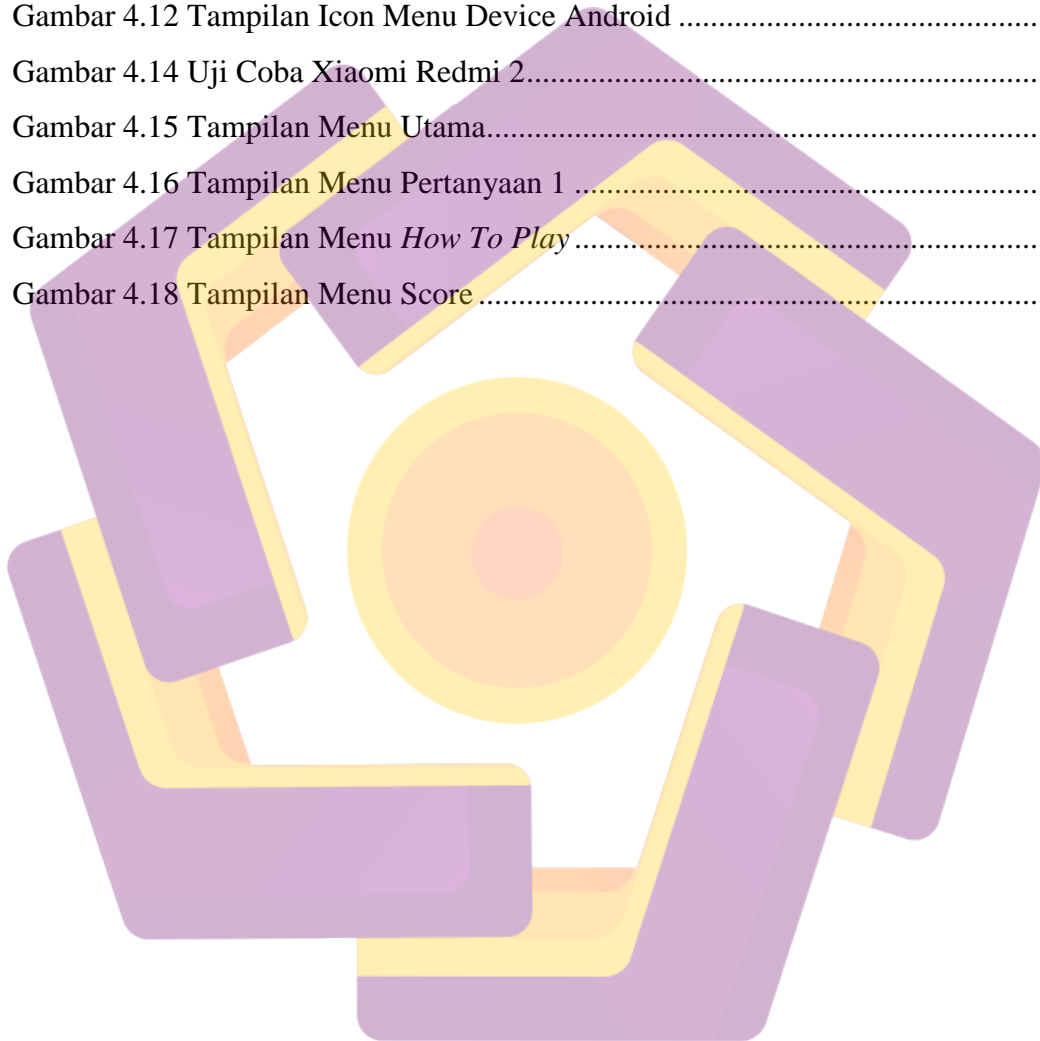 Gambar 4.12 Tampilan Icon Menu Device Android ................................................
Gambar 4.14 Uji Coba Xiaomi Redmi 2....................................................................
Gambar 4.15 Tampilan Menu Utama.........................................................................
Gambar 4.16 Tampilan Menu Pertanyaan 1 .............................................................
Gambar 4.17 Tampilan Menu How To Play .............................................................
Gambar 4.18 Tampilan Menu Score ..........................................................................